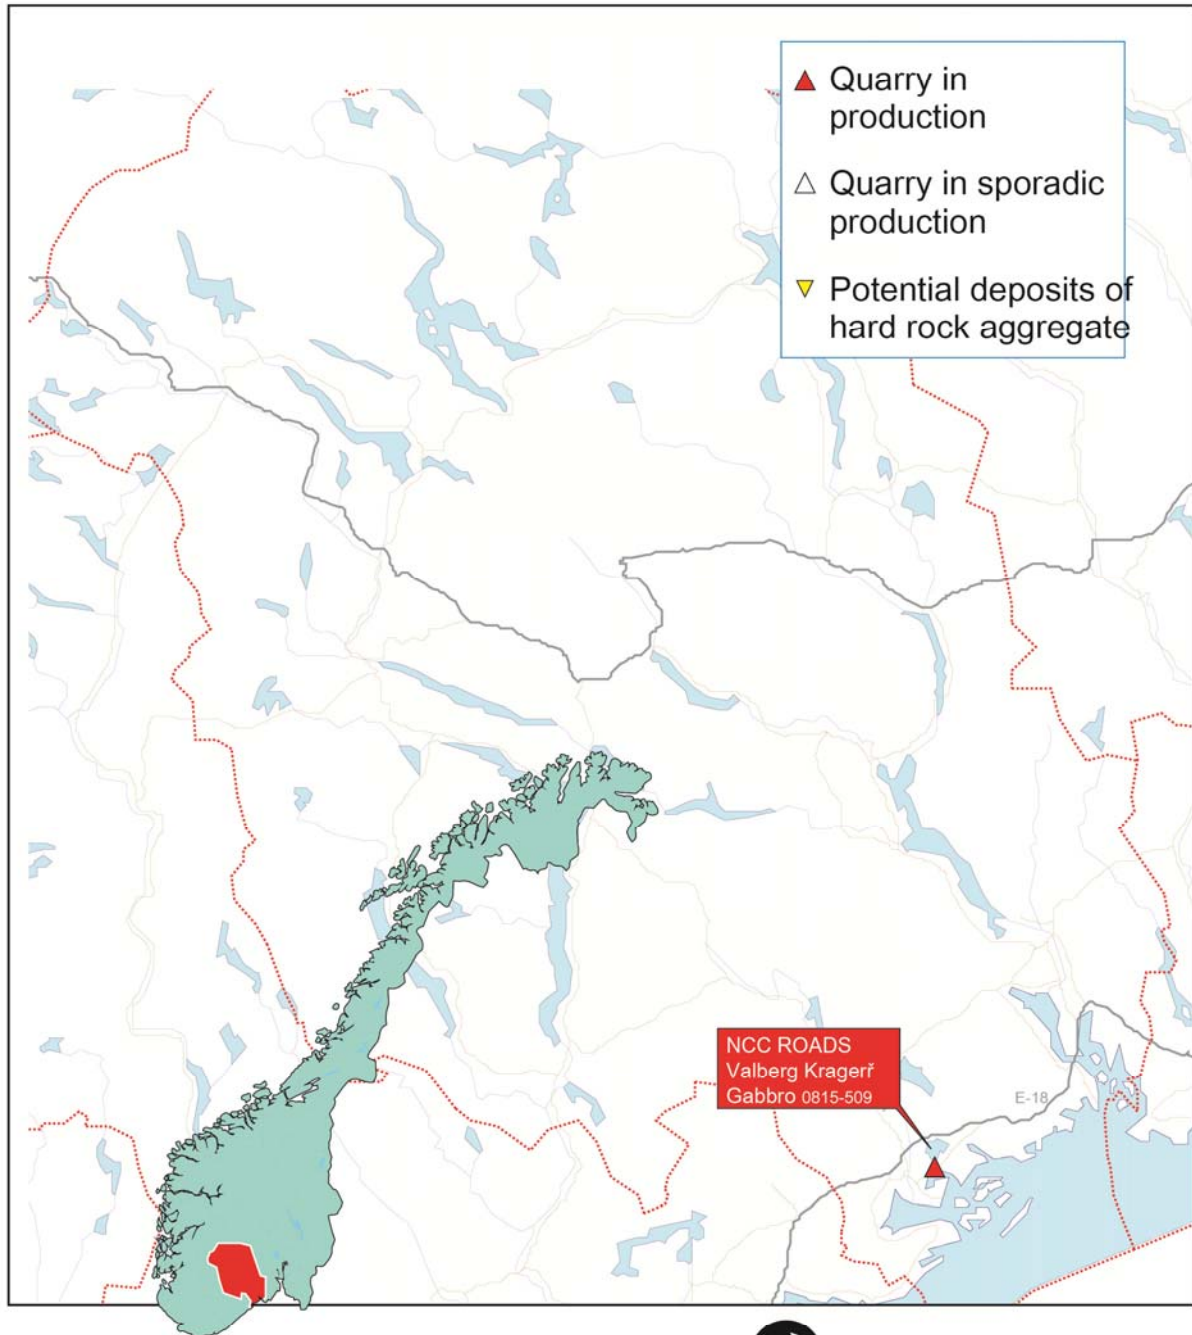 Quarry in
production
Quarry in sporadic
production
Potential deposits of
hard rock aggregate
NCC ROADS
Valberg Kragerř
Gabbro 0815-509
E-18